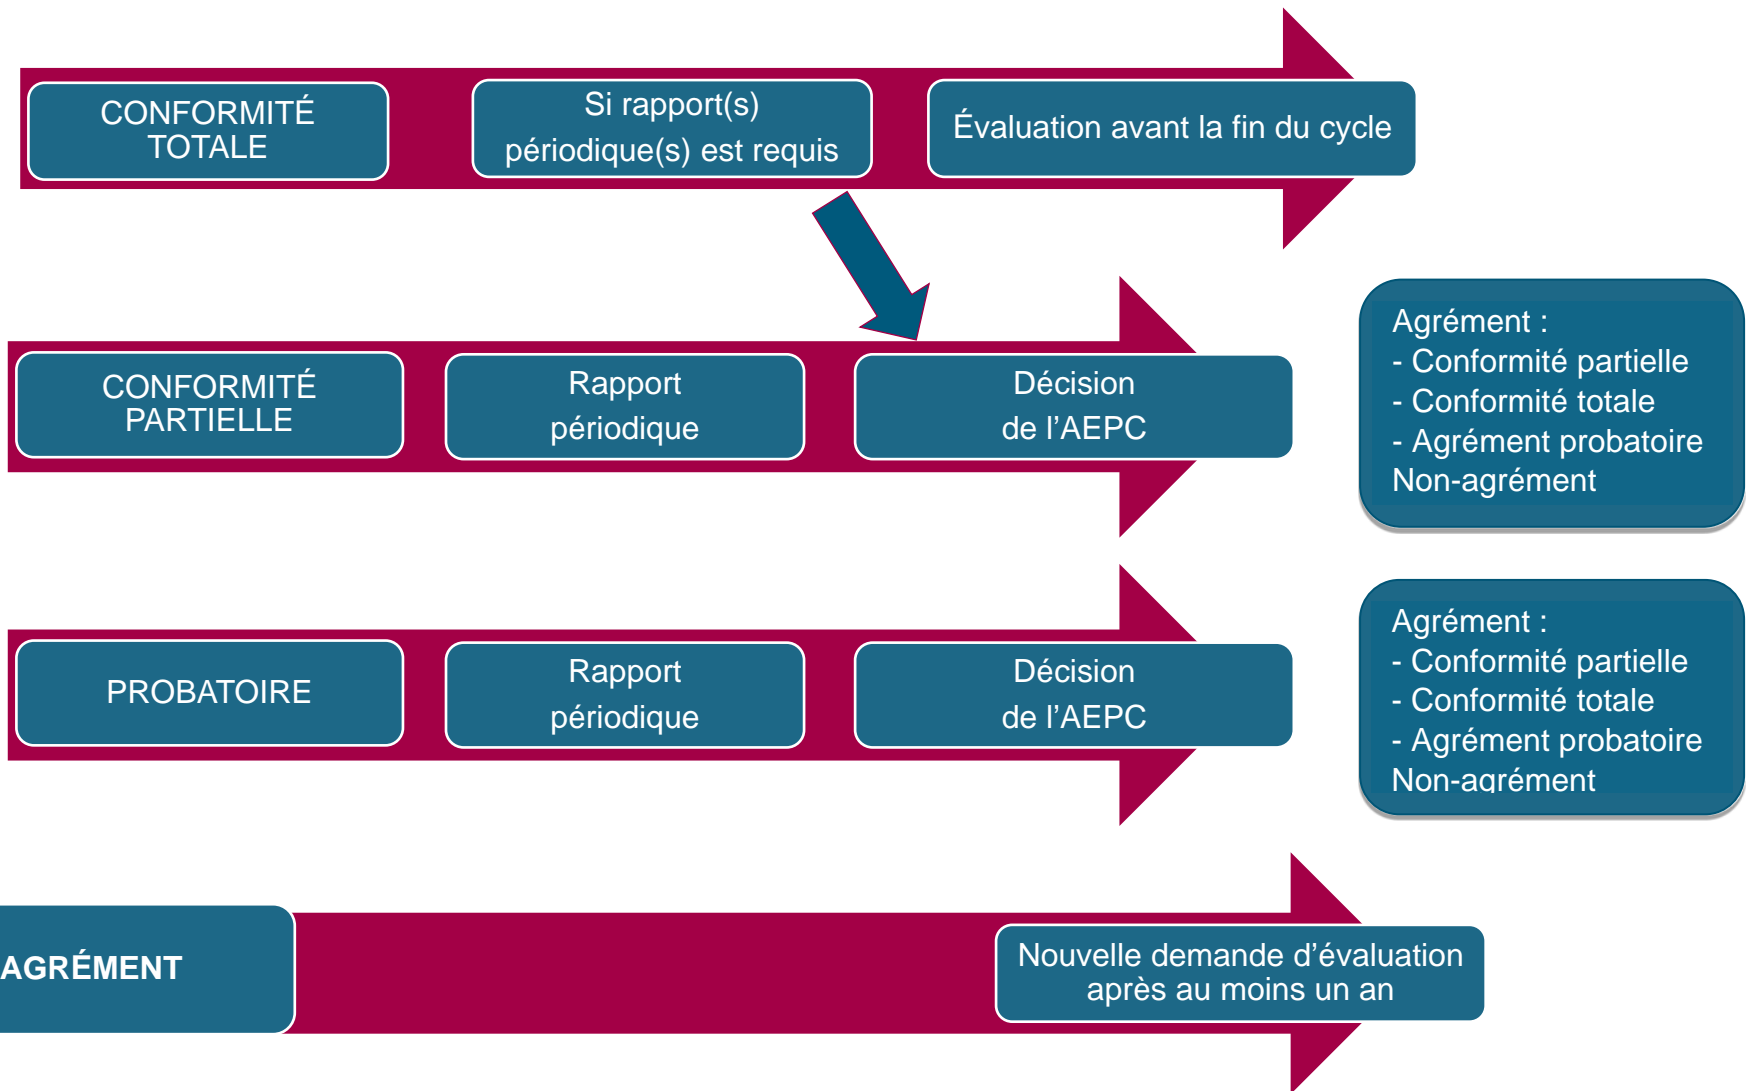 CONFORMITÉ
TOTALE
Si rapport(s)
périodique(s) est requis
Évaluation avant la fin du cycle
CONFORMITÉ
PARTIELLE
Rapport
périodique
Décision
de l’AEPC
Agrément :
- Conformité partielle
- Conformité totale
- Agrément probatoire
Non-agrément
PROBATOIRE
Rapport
périodique
Décision
de l’AEPC
Agrément :
- Conformité partielle
- Conformité totale
- Agrément probatoire
Non-agrément
AGRÉMENT
Nouvelle demande d’évaluation
après au moins un an